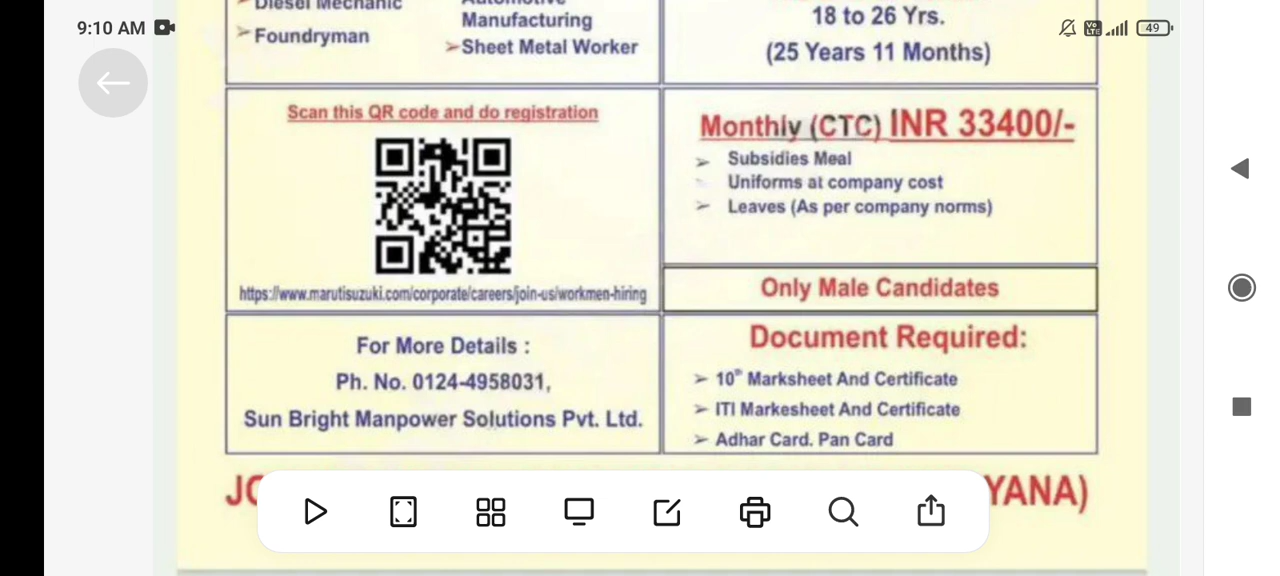 9:10 AM
49
Diesel Mechanic
Foundryman
Automotive
Manufacturing
Sheet Metal Worker
18 to 26 Yrs.
(25 Years 11 Months)
Scan this QR code and do registration
https://www.marutisuzuki.com/corporate/careers/join-us/workmen-hiring
Monthly (CTC) INR 33400/-
Subsidies Meal
Uniforms at company cost
Leaves (As per company norms)
Only Male Candidates
For More Details :
Ph. No. 0124-4958031,
Sun Bright Manpower Solutions Pvt. Ltd.
Document Required:
10th Marksheet And Certificate
ITI Markesheet And Certificate
Adhar Card. Pan Card
YANA)